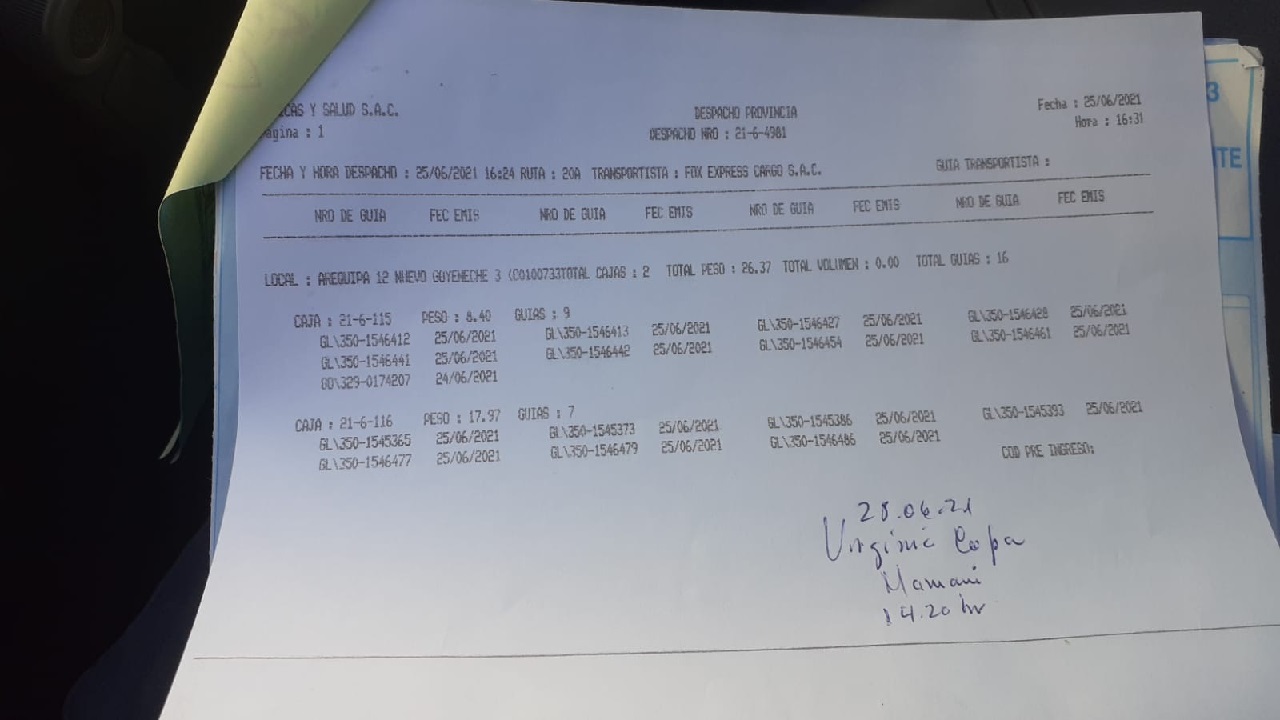 CAS Y SALUD S.A.C. DESPACHO PROVINCIA Fecha : 25/06/2021
agina : 1 DESPACHO NRO : 21-6-4981 Hora : 16:31
FECHA Y HORA DESPACHO : 25/06/2021 16:24 RUTA : 20A TRANSPORTISTA : FOX EXPRESS CARGO S.A.C. GUIA TRANSPORTISTA :
NRO DE GUIA FEC EMIS NRO DE GUIA FEC EMIS NRO DE GUIA FEC EMIS NRO DE GUIA FEC EMIS
LOCAL : AREQUIPA 12 NUEVO GOYENECHE 3 (C0100733TOTAL CAJAS : 2 TOTAL PESO : 26.37 TOTAL VOLUMEN : 0.00 TOTAL GUIAS : 16
CAJA : 21-6-115 PESO : 8.40 GUIAS : 9
GL\350-1546412 25/06/2021 GL\350-1546413 25/06/2021 GL\350-1546427 25/06/2021 GL\350-1546428 25/06/2021
GL\350-1546441 25/06/2021 GL\350-1546442 25/06/2021 GL\350-1546454 25/06/2021 GL\350-1546461 25/06/2021
329-0174207 24/06/2021
CAJA : 21-6-116 PESO : 17.97 GUIAS : 7
GL\350-1545365 25/06/2021 GL\350-1545373 25/06/2021 GL\350-1545386 25/06/2021 GL\350-1545393 25/06/2021
GL\350-1546477 25/06/2021 GL\350-1546479 25/06/2021 GL\350-1546486 25/06/2021
COD PRE INGRESO:
28.06.21
Virginia Copa
Mamani
14.20 hr
3
TE